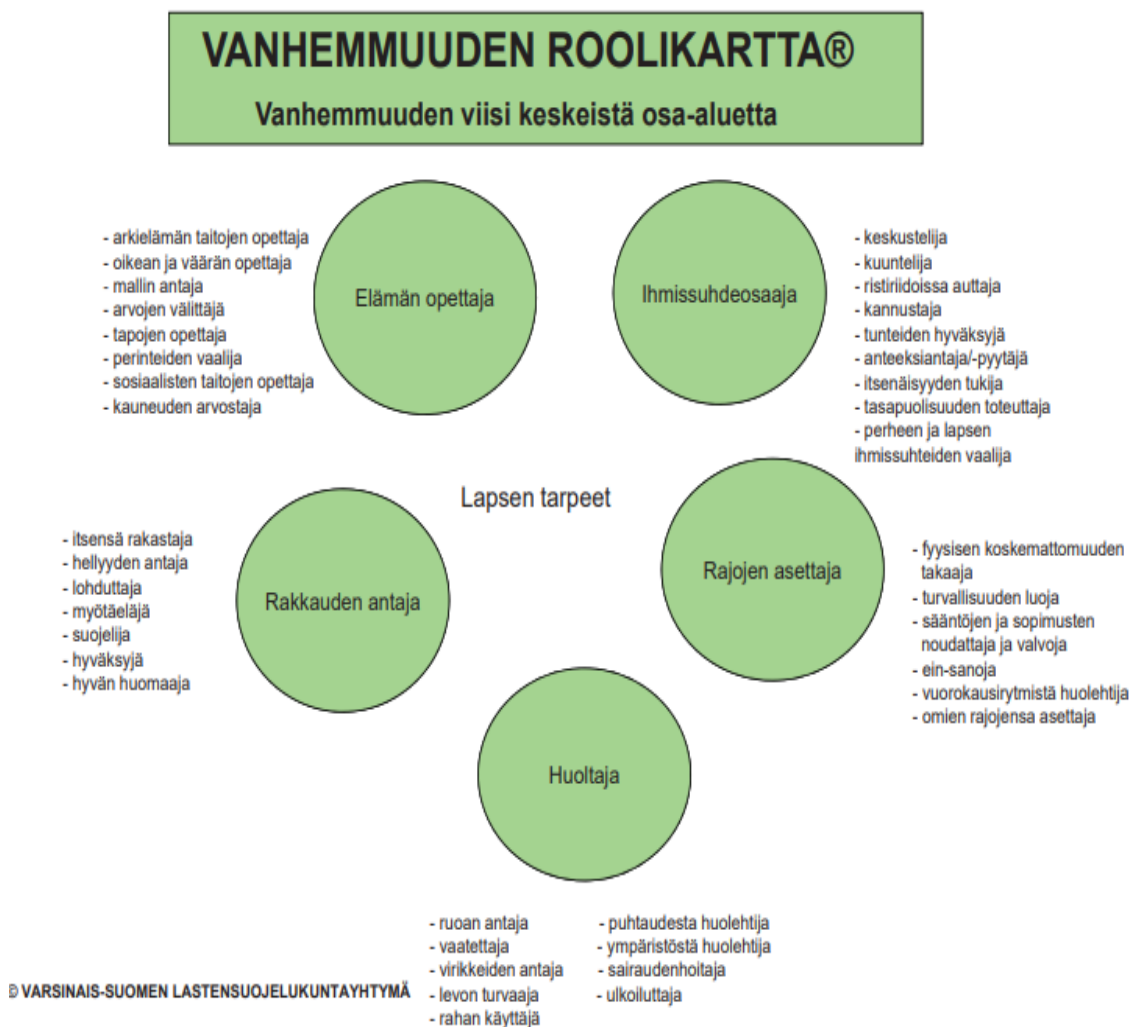 VANHEMMUUDEN ROOLIKARTTA®
Vanhemmuuden viisi keskeistä osa-aluetta
- arkielämän taitojen opettaja
- oikean ja väärän opettaja
- mallin antaja
- arvojen välittäjä
- tapojen opettaja
- perinteiden vaalija
- sosiaalisten taitojen opettaja
- kauneuden arvostaja
Elämän opettaja
Ihmissuhdeosaaja
- keskustelija
- kuuntelija
- ristiriidoissa auttaja
- kannustaja
- tunteiden hyväksyjä
- anteeksiantaja/-pyytäjä
- itsenäisyyden tukija
- tasapuolisuuden toteuttaja
- perheen ja lapsen
ihmissuhteiden vaalija
Lapsen tarpeet
- itsensä rakastaja
- hellyyden antaja
- lohduttaja
- myötäeläjä
- suojelija
- hyväksyjä
- hyvän huomaaja
Rakkauden antaja
Rajojen asettaja
- fyysisen koskemattomuuden
takaaja
- turvallisuuden luoja
- sääntöjen ja sopimusten
noudattaja ja valvoja
- ein-sanoja
- vuorokausirytmistä huolehtija
- omien rajojensa asettaja
Huoltaja
- ruoan antaja
- vaatettaja
- virikkeiden antaja
- levon turvaaja
- rahan käyttäjä
- puhtaudesta huolehtija
- ympäristöstä huolehtija
- sairaudenhoitaja
- ulkoiluttaja
© VARSINAIS-SUOMEN LASTENSUOJELUKUNTAYHTYMÄ